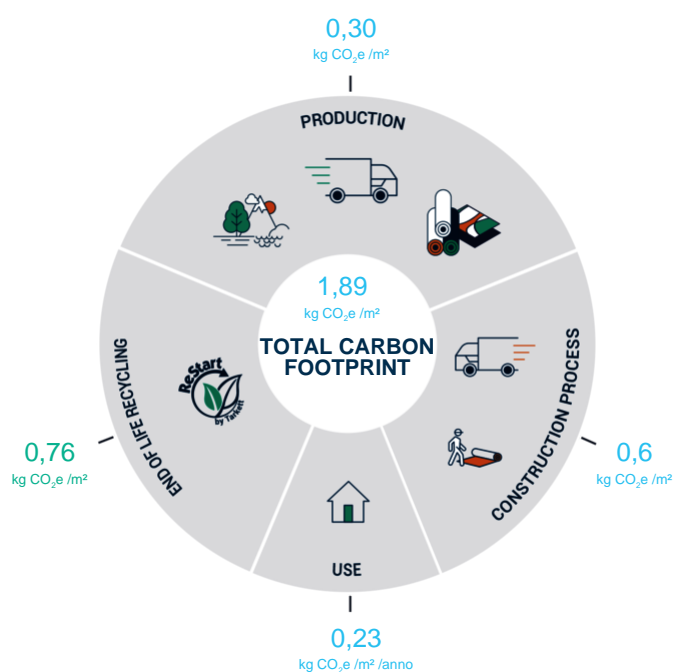 0,30
kg CO₂e /m²
PRODUCTION
1,89
kg CO₂e /m²
TOTAL CARBON
FOOTPRINT
END OF LIFE RECYCLING
ReStart
by Tarkett
CONSTRUCTION PROCESS
0,76
kg CO₂e /m²
0,6
kg CO₂e /m²
USE
0,23
kg CO₂e /m² /anno